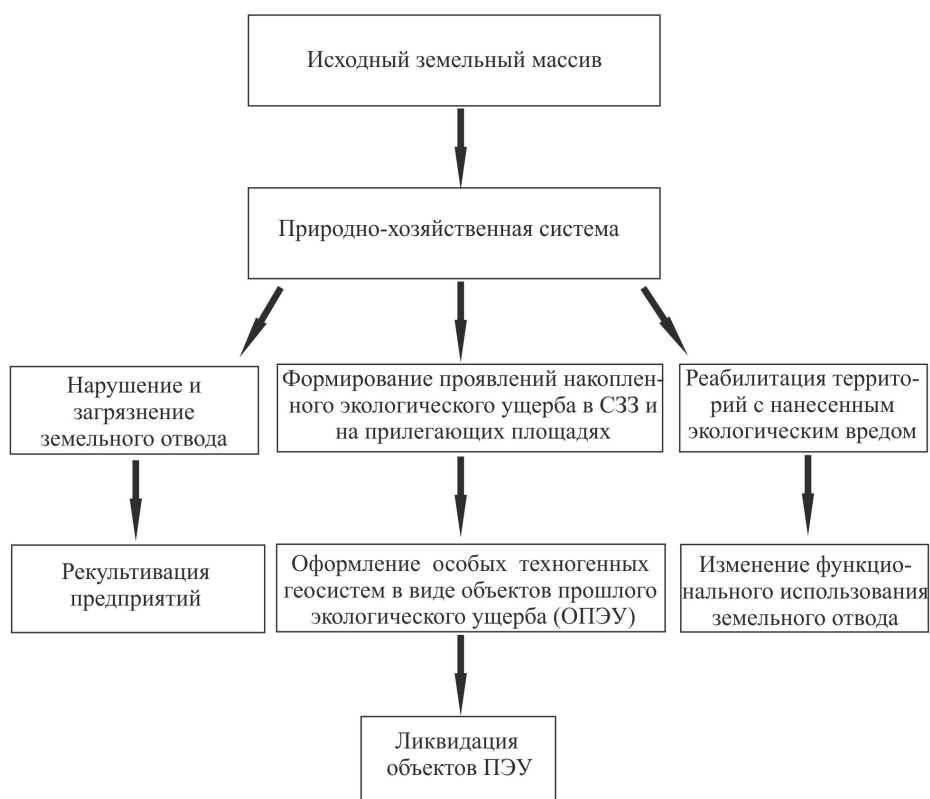 Исходный земельный массив
Природно-хозяйственная система
Нарушение и
загрязнение
земельного отвода
Формирование проявлений накоплен-
ного экологического ущерба в СЗЗ и
на прилегающих площадях
Реабилитация террито-
рий с нанесенным
экологическим вредом
Рекультивация
предприятий
Оформление особых техногенных
геосистем в виде объектов прошлого
экологического ущерба (ОПЭУ)
Изменение функцио-
нального использования
земельного отвода
Ликвидация
объектов ПЭУ